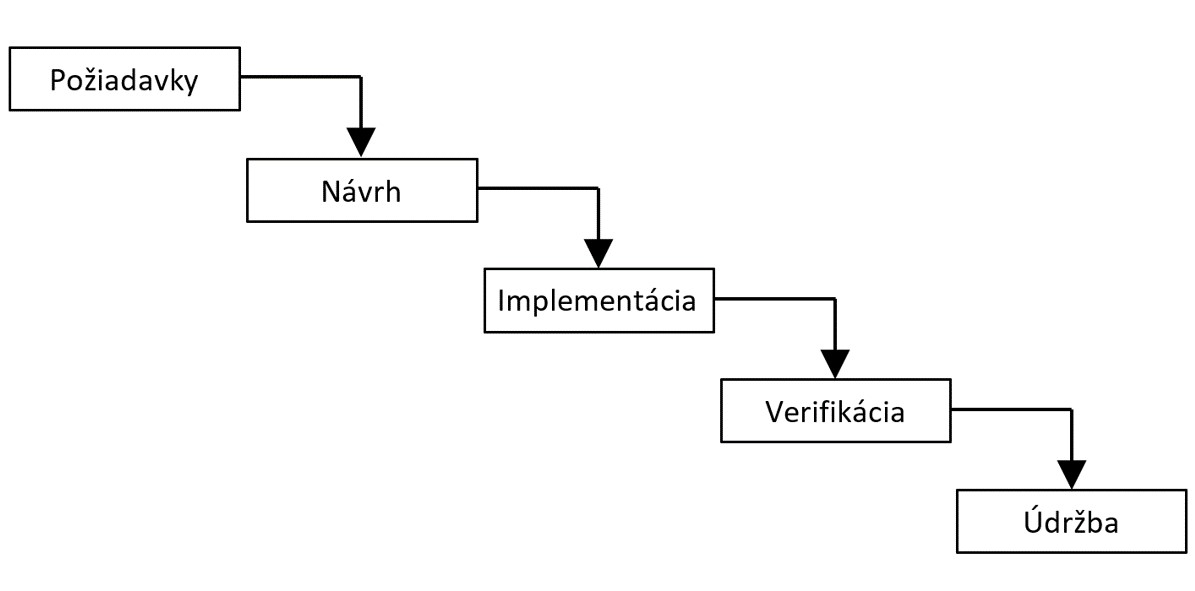 Požiadavky
Návrh
Implementácia
Verifikácia
Údržba